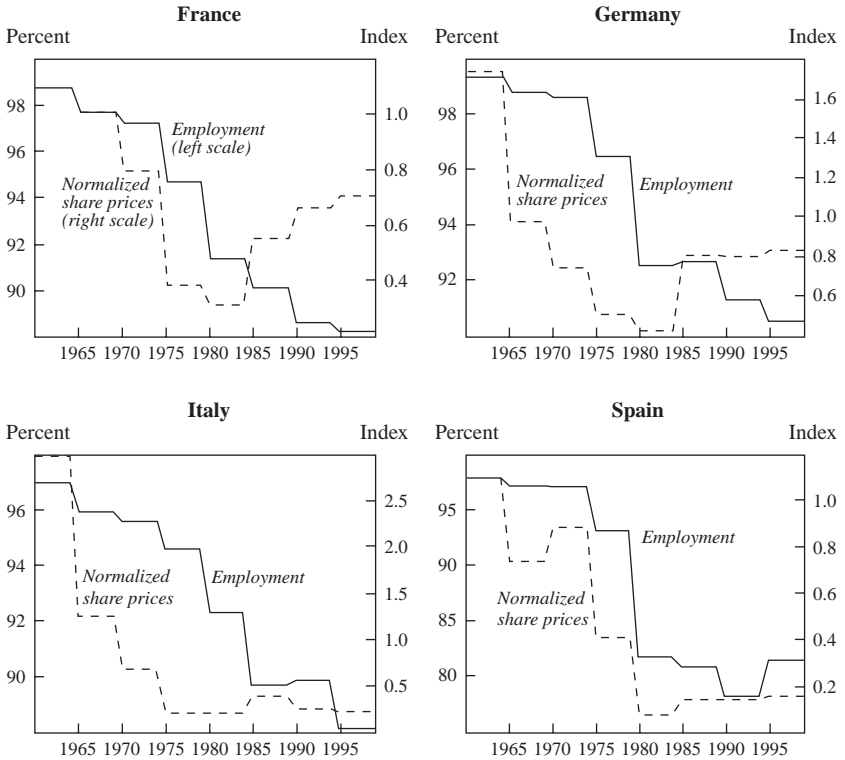 France
Percent
Index
98
96
94
92
90
1.0
0.8
0.6
0.4
Employment
(left scale)
Normalized
share prices
(right scale)
1965 1970 1975 1980 1985 1990 1995
Germany
Percent
Index
98
96
94
92
1.6
1.4
1.2
1.0
0.8
0.6
Normalized
share prices
Employment
1965 1970 1975 1980 1985 1990 1995
Italy
Percent
Index
96
94
92
90
2.5
2.0
1.5
1.0
0.5
Normalized
share prices
Employment
1965 1970 1975 1980 1985 1990 1995
Spain
Percent
Index
95
90
85
80
1.0
0.8
0.6
0.4
0.2
Employment
Normalized
share prices
1965 1970 1975 1980 1985 1990 1995